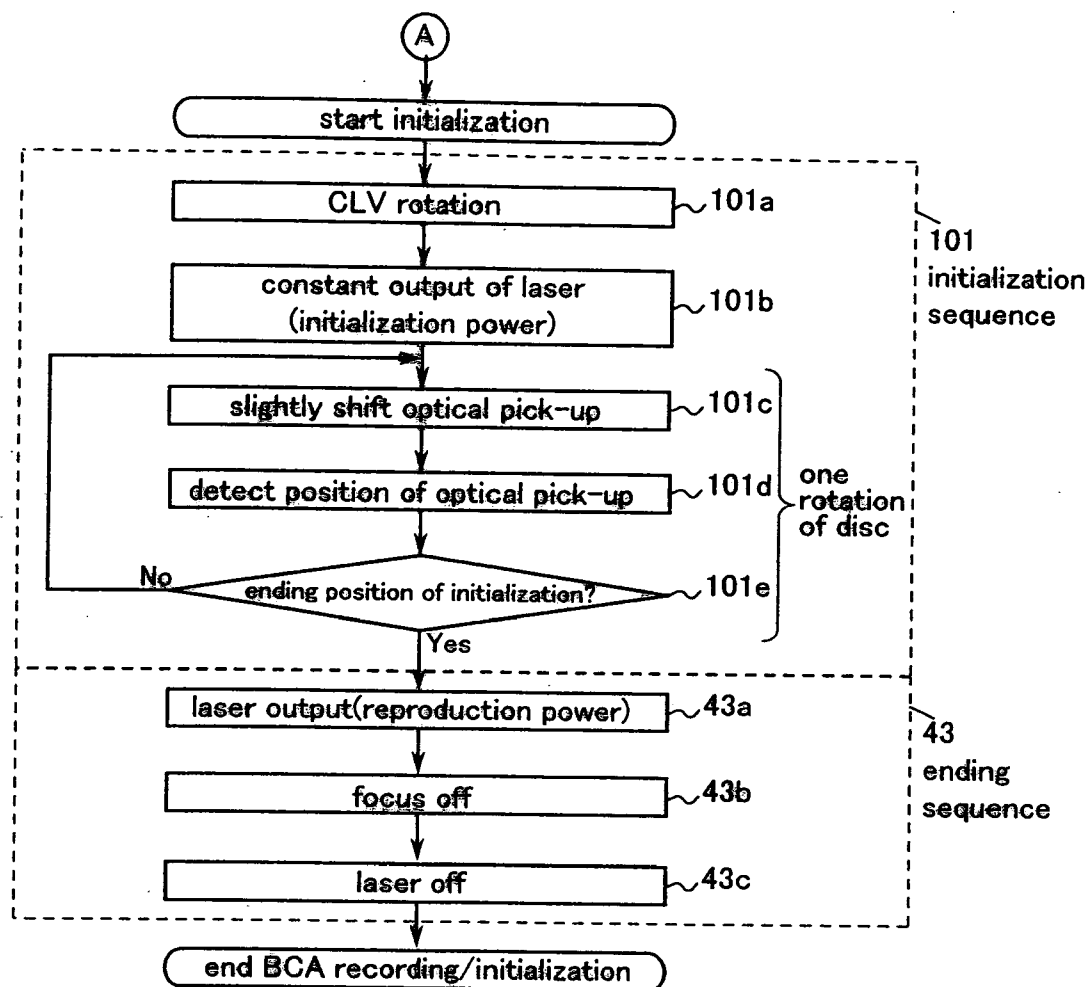 A
start initialization
CLV rotation
101a
constant output of laser
(initialization power)
101b
101
initialization
sequence
slightly shift optical pick-up
101c
detect position of optical pick-up
101d
one
rotation
of disc
No
ending position of initialization?
101e
Yes
laser output(reproduction power)
43a
43
ending
sequence
focus off
43b
laser off
43c
end BCA recording/initialization